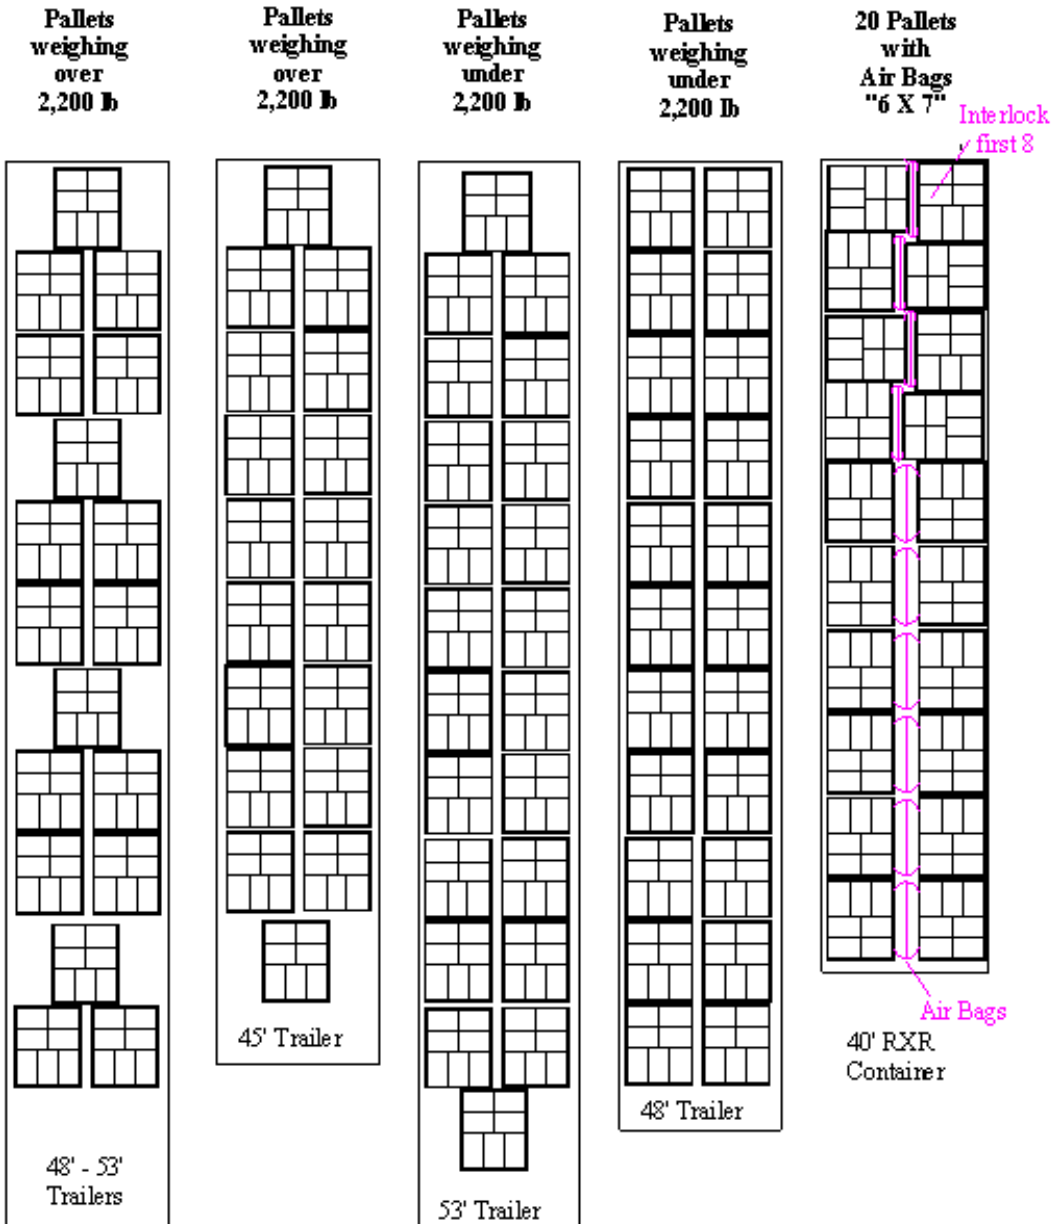 Pallets
weighing
over
2,200 lb
Pallets
weighing
over
2,200 lb
Pallets
weighing
under
2,200 lb
Pallets
weighing
under
2,200 lb
20 Pallets
with
Air Bags
"6 X 7"
Interlock
first 8
48' - 53'
Trailers
45' Trailer
53' Trailer
48' Trailer
Air Bags
40' RXR
Container